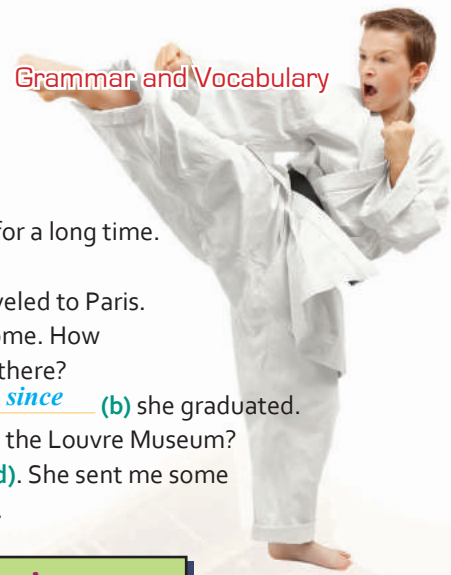 Grammar and Vocabulary
for a long time.
veled to Paris.
ome. How
there?
since (b) she graduated.
the Louvre Museum?
d). She sent me some